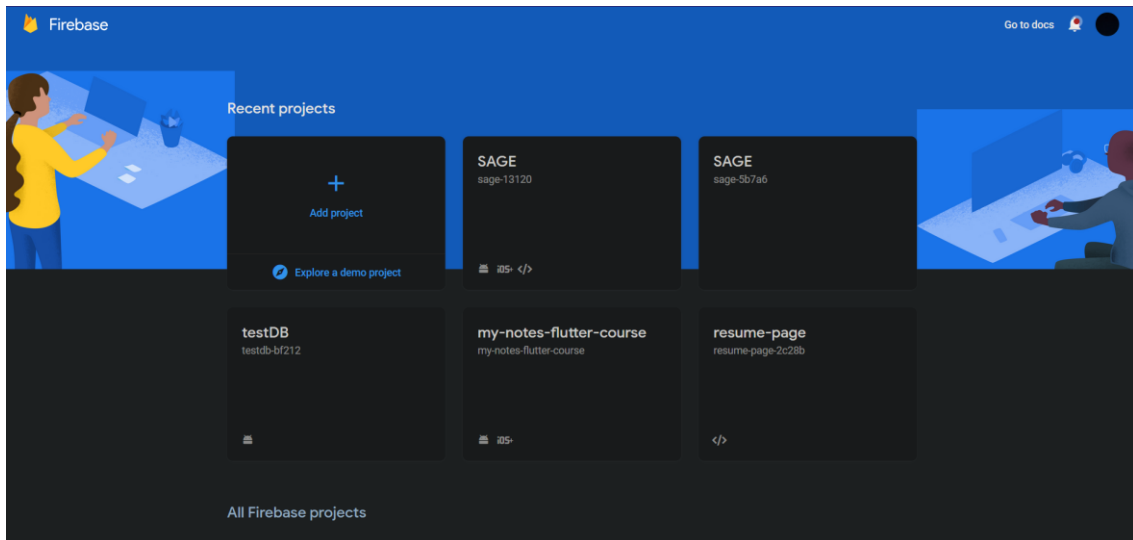 Firebase
Go to docs
Recent projects
Add project
Explore a demo project
SAGE
sage-13120
iOS+ </>
SAGE
sage-5b7a6
testDB
testdb-bf212
my-notes-flutter-course
my-notes-flutter-course
iOS+
resume-page
resume-page-2c28b
</>
All Firebase projects